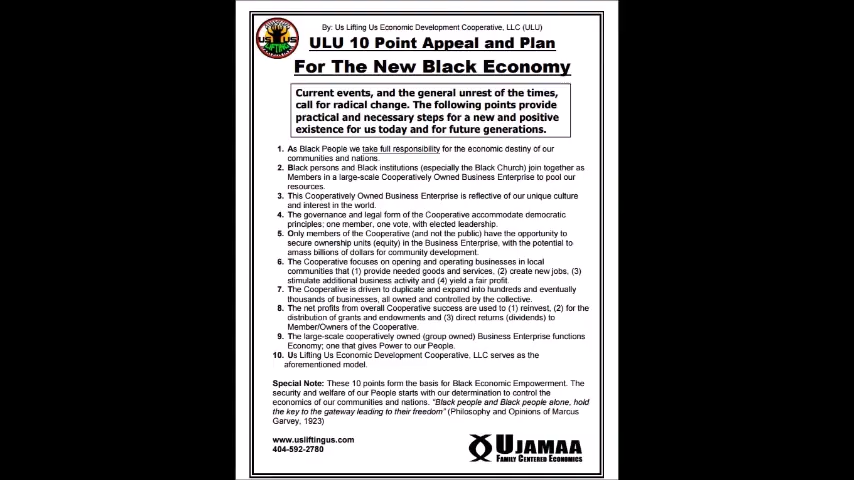 By: Us Lifting Us Economic Development Cooperative, LLC (ULU)
ULU 10 Point Appeal and Plan
For The New Black Economy
Current events, and the general unrest of the times,
call for radical change. The following points provide
practical and necessary steps for a new and positive
existence for us today and for future generations.
1. As Black People we take full responsibility for the economic destiny of our
communities and nations.
2. Black persons and Black institutions (especially the Black Church) join together as
Members in a large-scale Cooperatively Owned Business Enterprise to pool our
resources.
3. This Cooperatively Owned Business Enterprise is reflective of our unique culture
and interest in the world.
4. The governance and legal form of the Cooperative accommodate democratic
principles; one member, one vote, with elected leadership.
5. Only members of the Cooperative (and not the public) have the opportunity to
secure ownership units (equity) in the Business Enterprise, with the potential to
amass billions of dollars for community development.
6. The Cooperative focuses on opening and operating businesses in local
communities that (1) provide needed goods and services, (2) create new jobs, (3)
stimulate additional business activity and (4) yield a fair profit.
7. The Cooperative is driven to duplicate and expand into hundreds and eventually
thousands of businesses, all owned and controlled by the collective.
8. The net profits from overall Cooperative success are used to (1) reinvest, (2) for the
distribution of grants and endowments and (3) direct returns (dividends) to
Member/Owners of the Cooperative.
9. The large-scale cooperatively owned (group owned) Business Enterprise functions
Economy; one that gives Power to our People.
10. Us Lifting Us Economic Development Cooperative, LLC serves as the
aforementioned model.
Special Note: These 10 points form the basis for Black Economic Empowerment. The
security and welfare of our People starts with our determination to control the
economics of our communities and nations. "Black people and Black people alone, hold
the key to the gateway leading to their freedom" (Philosophy and Opinions of Marcus
Garvey, 1923)
www.usliftingus.com
404-592-2780
UJAMAA
FAMILY CENTERED ECONOMICS
US US
LIFTING